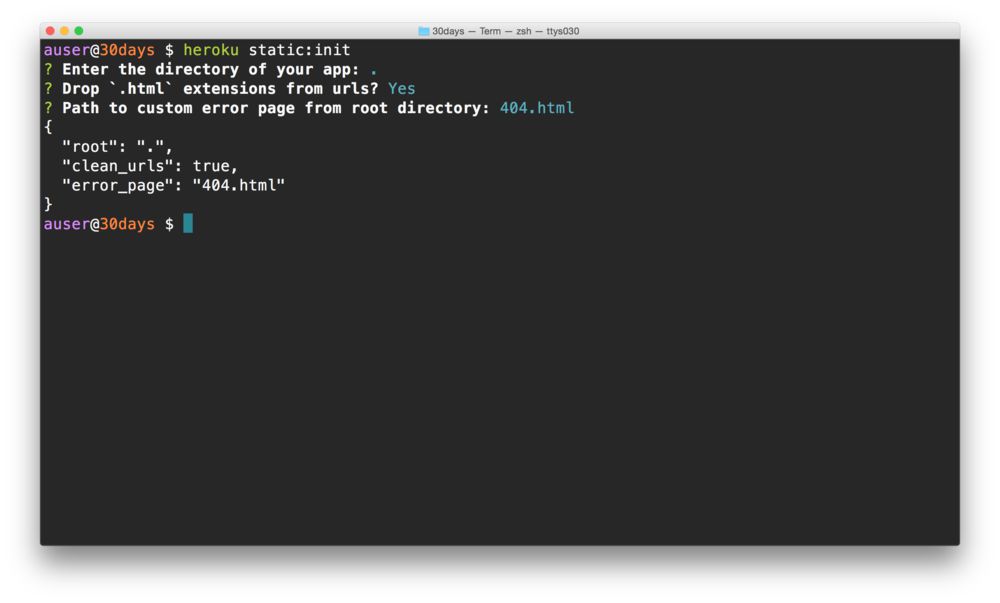 30days — Term — zsh — ttys030
auser@30days $ heroku static:init
? Enter the directory of your app: .
? Drop `.html` extensions from urls? Yes
? Path to custom error page from root directory: 404.html
{
  "root": ".",
  "clean_urls": true,
  "error_page": "404.html"
}
auser@30days $